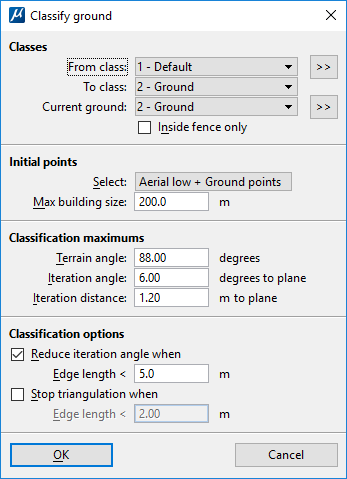 Classify ground
Classes
From class: 1 - Default >>
To class: 2 - Ground
Current ground: 2 - Ground >>
Inside fence only
Initial points
Select: Aerial low + Ground points
Max building size: 200.0 m
Classification maximums
Terrain angle: 88.00 degrees
Iteration angle: 6.00 degrees to plane
Iteration distance: 1.20 m to plane
Classification options
Reduce iteration angle when
Edge length < 5.0 m
Stop triangulation when
Edge length < 2.00 m
OK Cancel